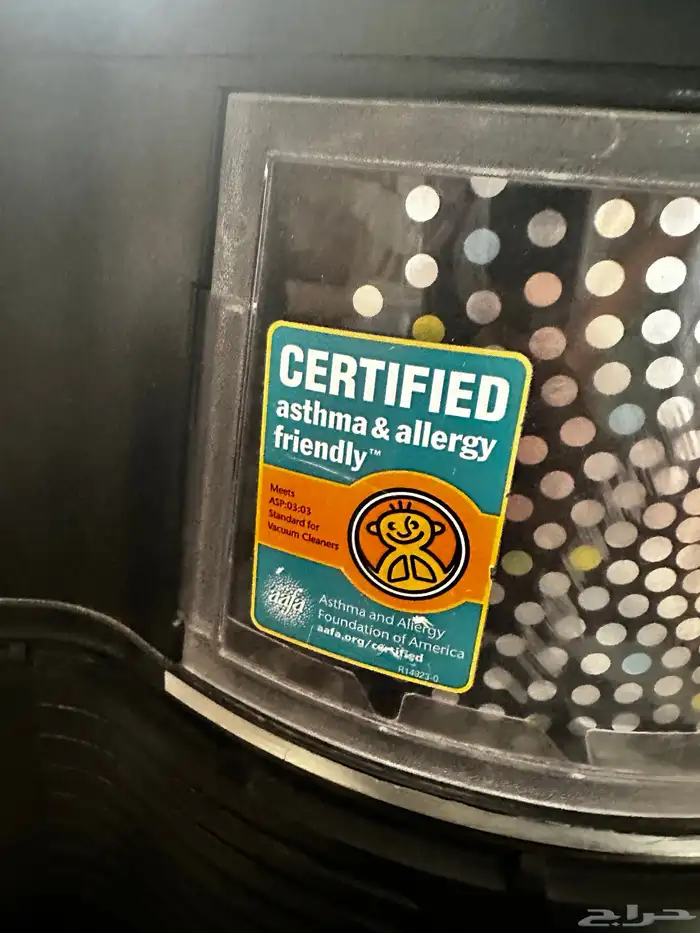 CERTIFIED
asthma & allergy
friendly™
Meets
ASP:03:03
Standard for
Vacuum Cleaners
aafa
Asthma and Allergy
Foundation of America
aafa.org/certified
R14923-0
حراج